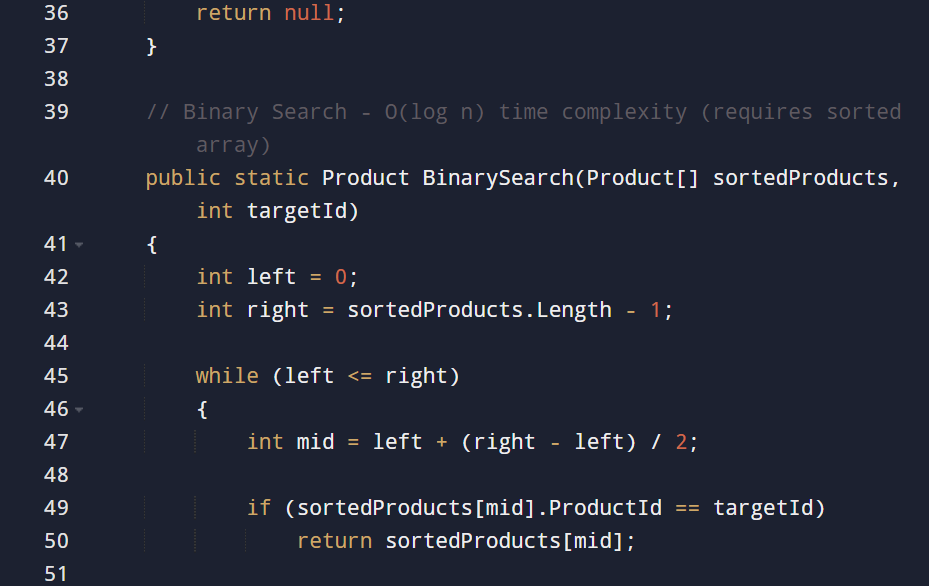 36 return null;
37 }
38
39 // Binary Search - O(log n) time complexity (requires sorted
array)
40 public static Product BinarySearch(Product[] sortedProducts,
int targetId)
41 {
42 int left = 0;
43 int right = sortedProducts.Length - 1;
44
45 while (left <= right)
46 {
47 int mid = left + (right - left) / 2;
48
49 if (sortedProducts[mid].ProductId == targetId)
50 return sortedProducts[mid];
51